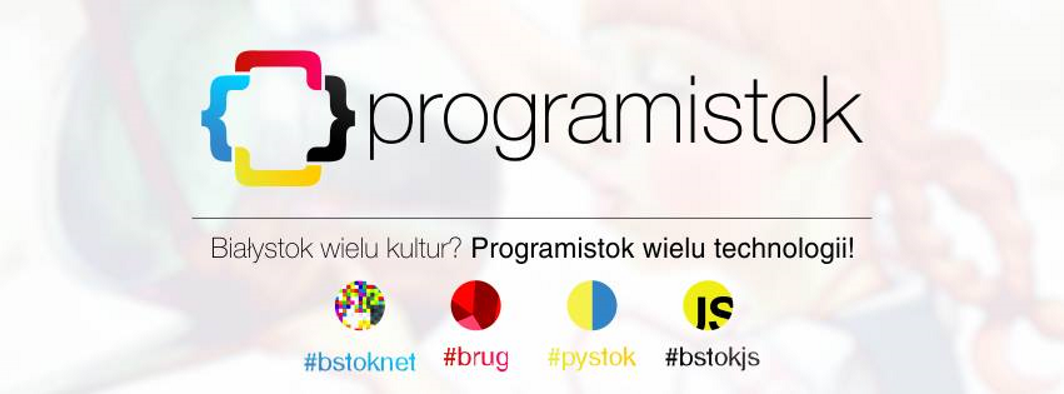 programistok
Białystok wielu kultur? Programistok wielu technologii!
JS
#bstoknet #brug #pystok #bstokjs